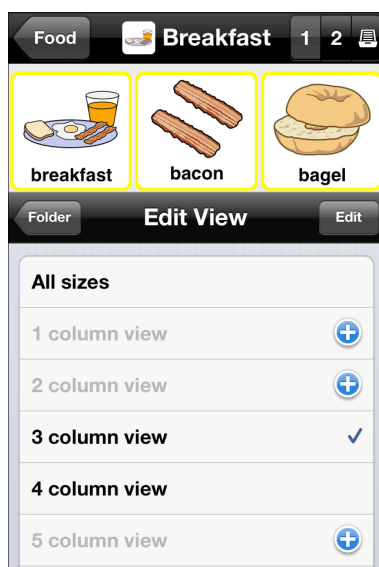 Food Breakfast 1 2
breakfast bacon bagel
Folder Edit View Edit
All sizes
1 column view
2 column view
3 column view
4 column view
5 column view